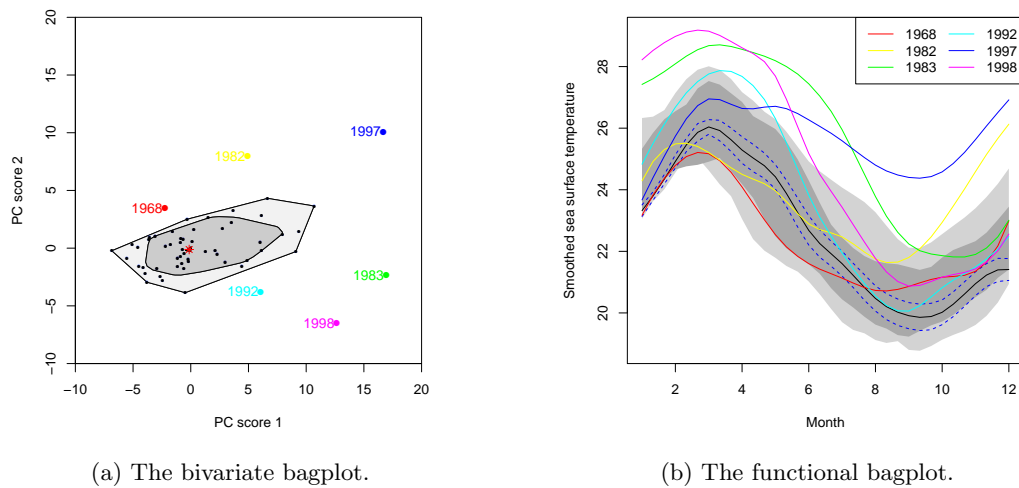 20
15
10
5
0
−5
−10
−10 −5 0 5 10 15 20
PC score 2
PC score 1
1997
1982
1968
1983
1992
1998
28
26
24
22
20
2 4 6 8 10 12
Smoothed sea surface temperature
Month
1968 1992
1982 1997
1983 1998
(a) The bivariate bagplot.
(b) The functional bagplot.